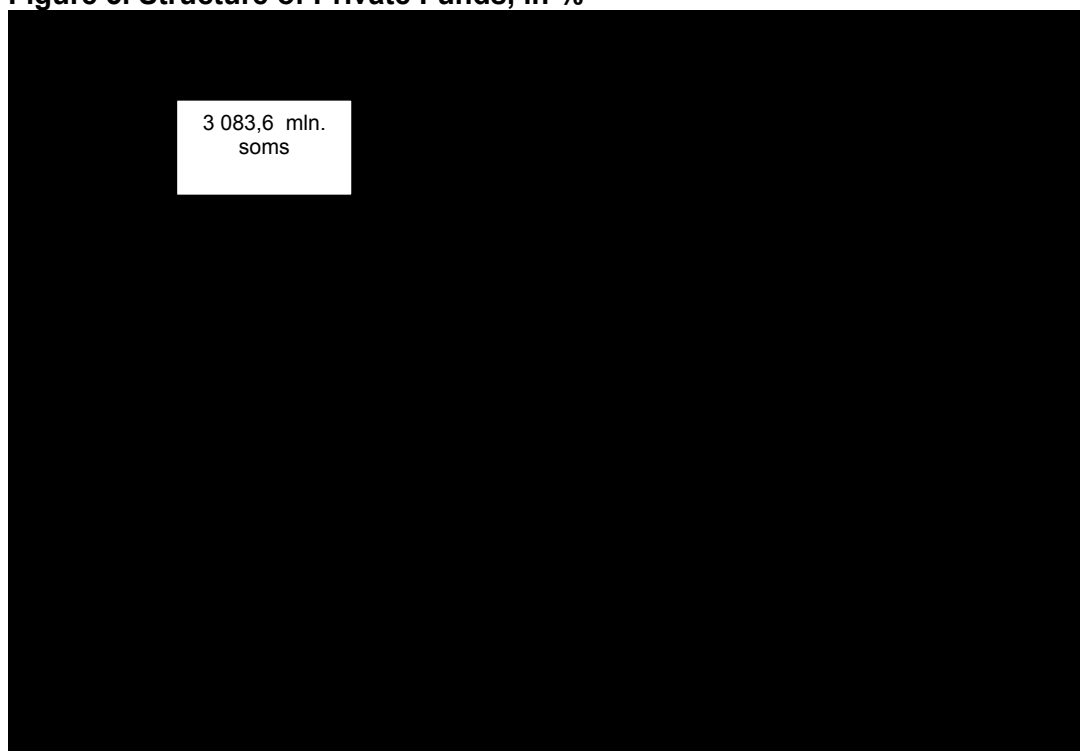 Figure Structure of Private Funds, in %
3 083,6 mln.
soms